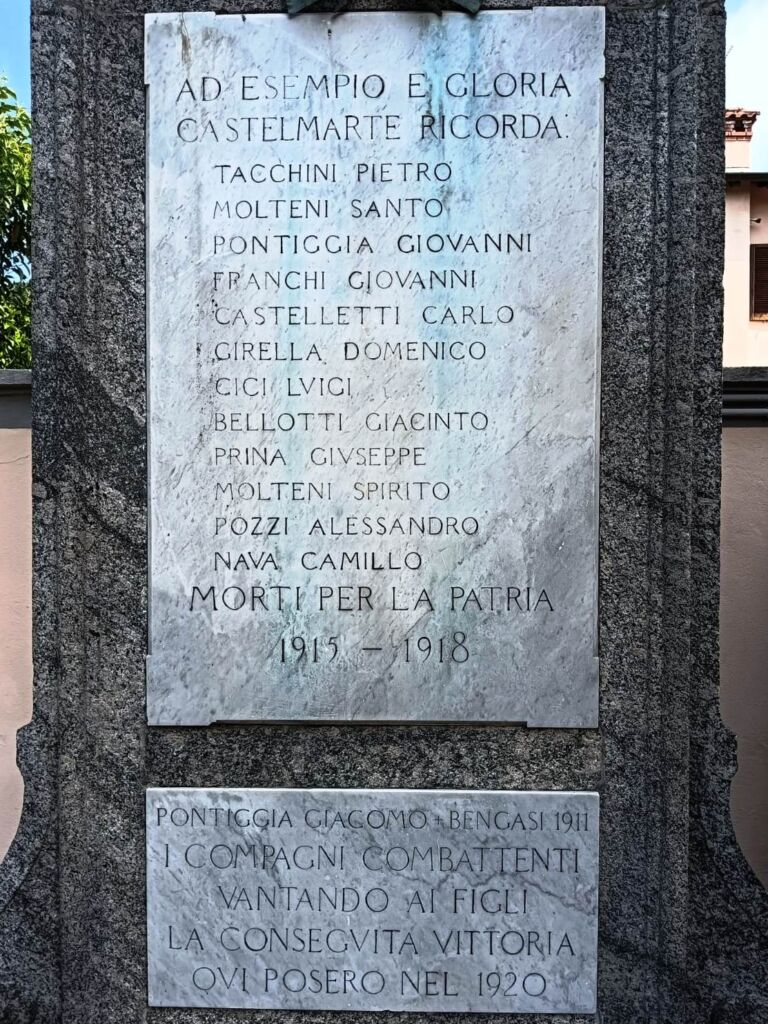 AD ESEMPIO E GLORIA
CASTELMARTE RICORDA:
TACCHINI PIETRO
MOLTENI SANTO
PONTIGGIA GIOVANNI
FRANCHI GIOVANNI
CASTELLETTI CARLO
GIRELLA DOMENICO
CICI LVIGI
BELLOTTI GIACINTO
PRINA GIVSEPPE
MOLTENI SPIRITO
POZZI ALESSANDRO
NAVA CAMILLO
MORTI PER LA PATRIA
1915 - 1918
PONTIGGIA GIACOMO + BENGASI 1911
I COMPAGNI COMBATTENTI
VANTANDO AI FIGLI
LA CONSEGVITA VITTORIA
QVI POSERO NEL 1920